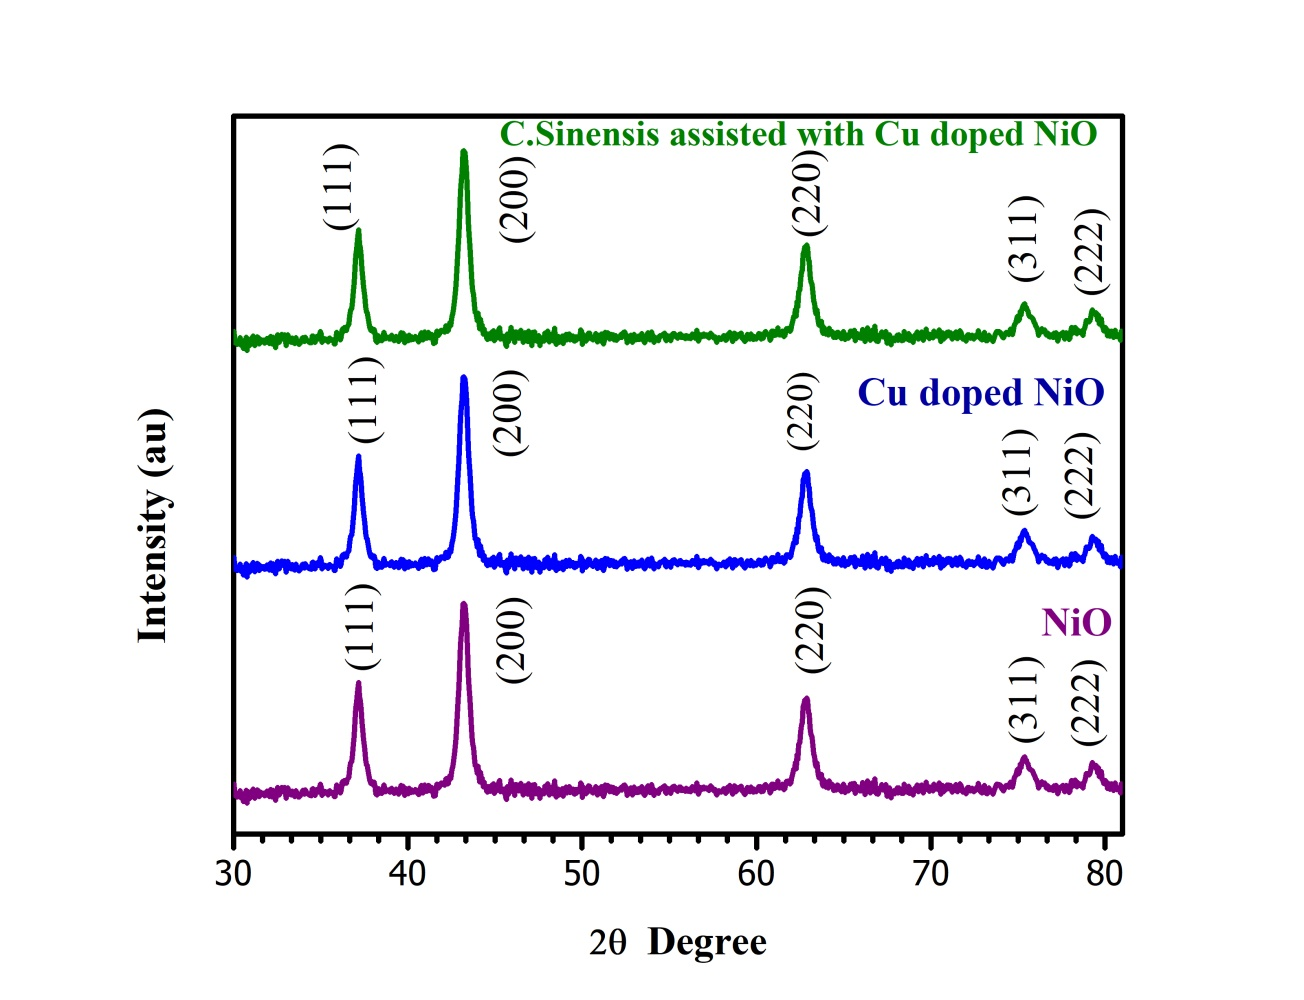 C.Sinensis assisted with Cu doped NiO
(111)
(200)
(220)
(311)
(222)
Cu doped NiO
(111)
(200)
(220)
(311)
(222)
NiO
(111)
(200)
(220)
(311)
(222)
Intensity (au)
30 40 50 60 70 80
2θ Degree